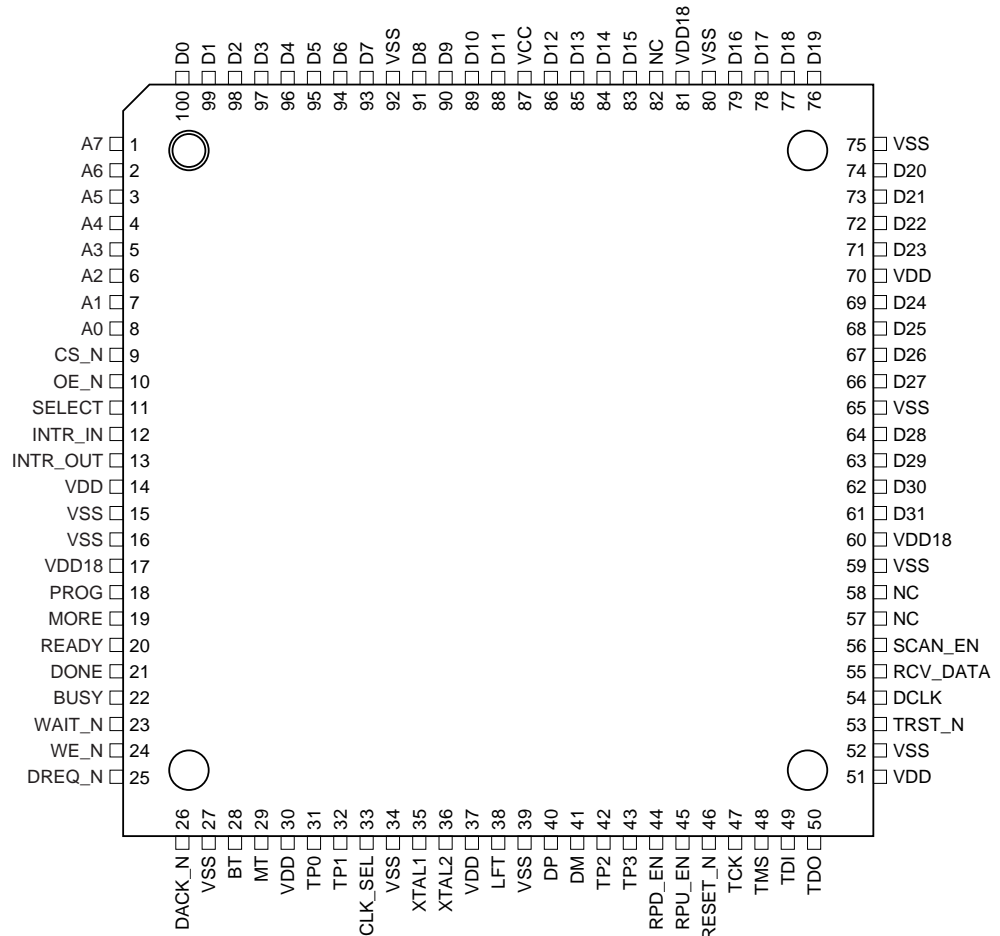 D0 D1 D2 D3 D4 D5 D6 D7 VSS D8 D9 D10 D11 VCC D12 D13 D14 D15 NC VDD18 VSS D16 D17 D18 D19
100 99 98 97 96 95 94 93 92 91 90 89 88 87 86 85 84 83 82 81 80 79 78 77 76
A7 1 75 VSS
A6 2 74 D20
A5 3 73 D21
A4 4 72 D22
A3 5 71 D23
A2 6 70 VDD
A1 7 69 D24
A0 8 68 D25
CS_N 9 67 D26
OE_N 10 66 D27
SELECT 11 65 VSS
INTR_IN 12 64 D28
INTR_OUT 13 63 D29
VDD 14 62 D30
VSS 15 61 D31
VSS 16 60 VDD18
VDD18 17 59 VSS
PROG 18 58 NC
MORE 19 57 NC
READY 20 56 SCAN_EN
DONE 21 55 RCV_DATA
BUSY 22 54 DCLK
WAIT_N 23 53 TRST_N
WE_N 24 52 VSS
DREQ_N 25 51 VDD
26 27 28 29 30 31 32 33 34 35 36 37 38 39 40 41 42 43 44 45 46 47 48 49 50
DACK_N VSS BT MT VDD TP0 TP1 CLK_SEL VSS XTAL1 XTAL2 VDD LFT VSS DP DM TP2 TP3 RPD_EN RPU_EN RESET_N TCK TMS TDI TDO